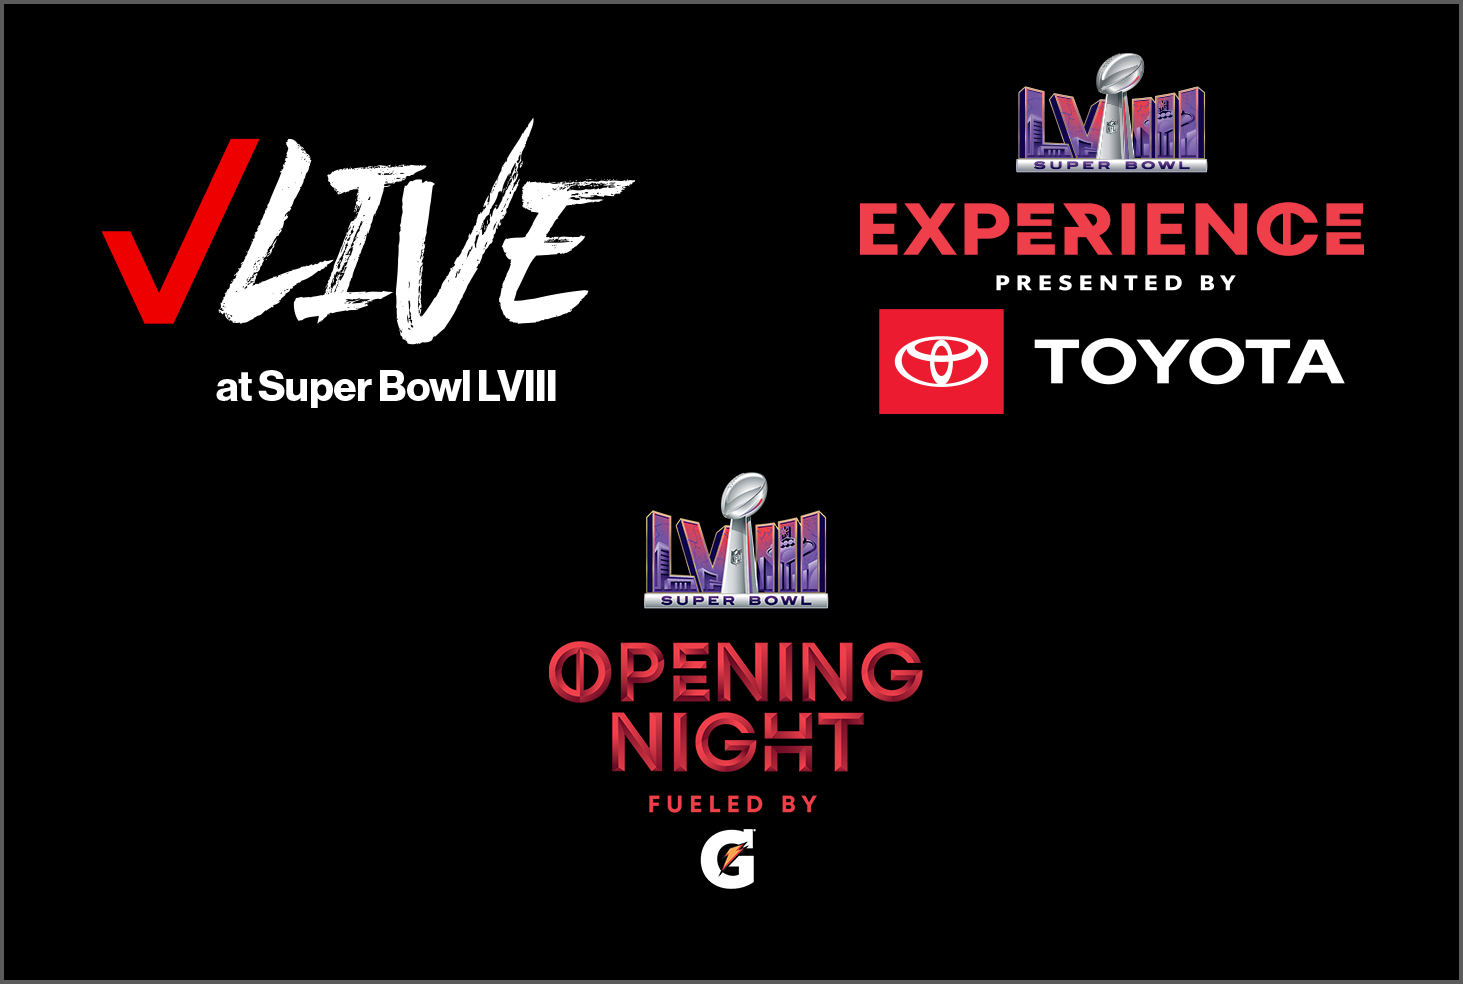 LIVE
at Super Bowl LVIII
LVIII
SUPER BOWL
EXPERIENCE
PRESENTED BY
TOYOTA
LVIII
SUPER BOWL
OPENING
NIGHT
FUELED BY
G